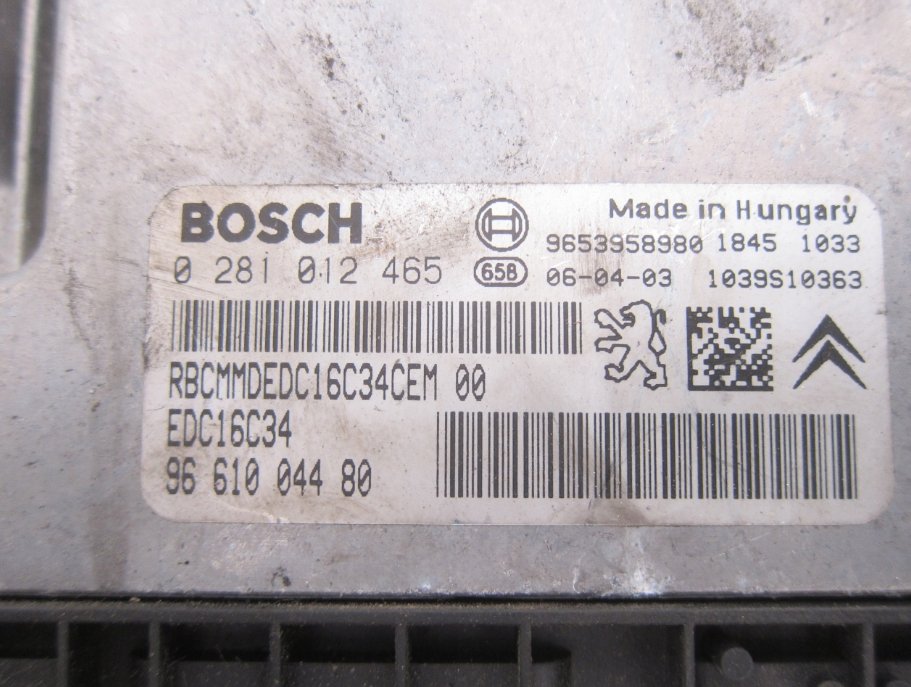 BOSCH
Made in Hungary
9653958980 1845 1033
0 281 012 465
658
06-04-03 1039S10363
RBCMMDEDC16C34CEM 00
EDC16C34
96 610 044 80